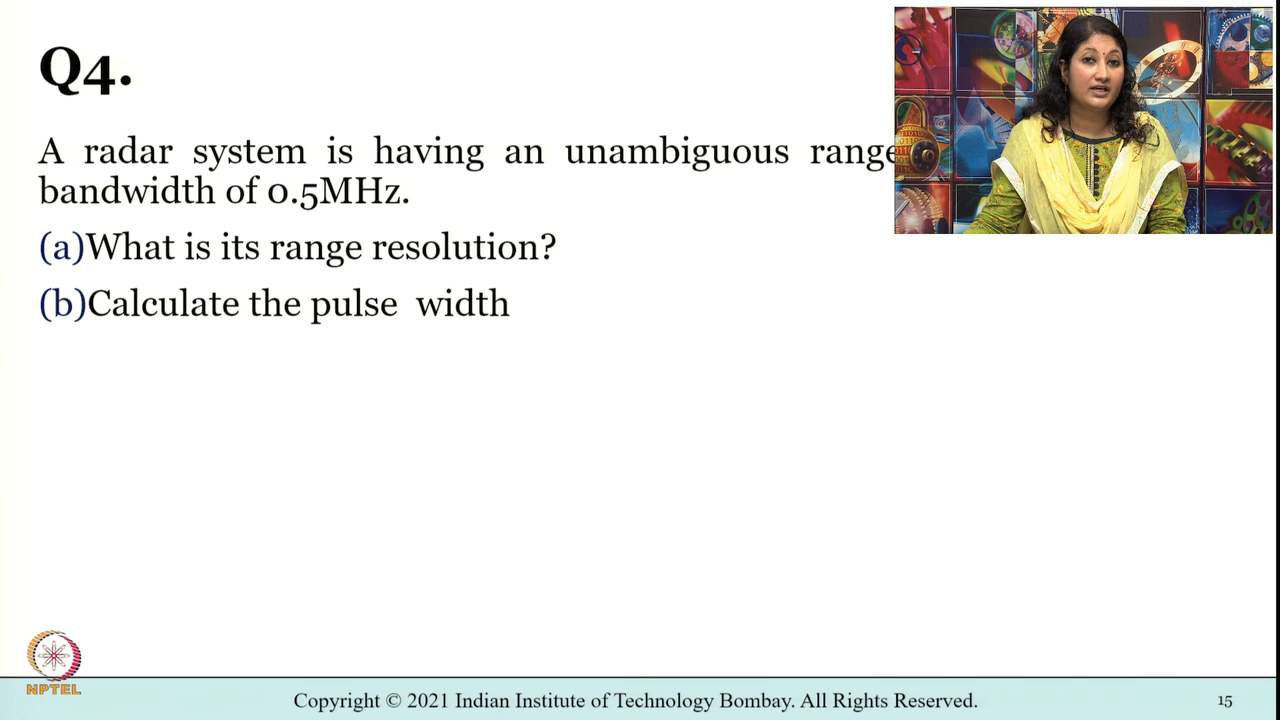 Q4.
A radar system is having an unambiguous range
bandwidth of 0.5MHz.
(a)What is its range resolution?
(b)Calculate the pulse width
NPTEL
Copyright © 2021 Indian Institute of Technology Bombay. All Rights Reserved.
15